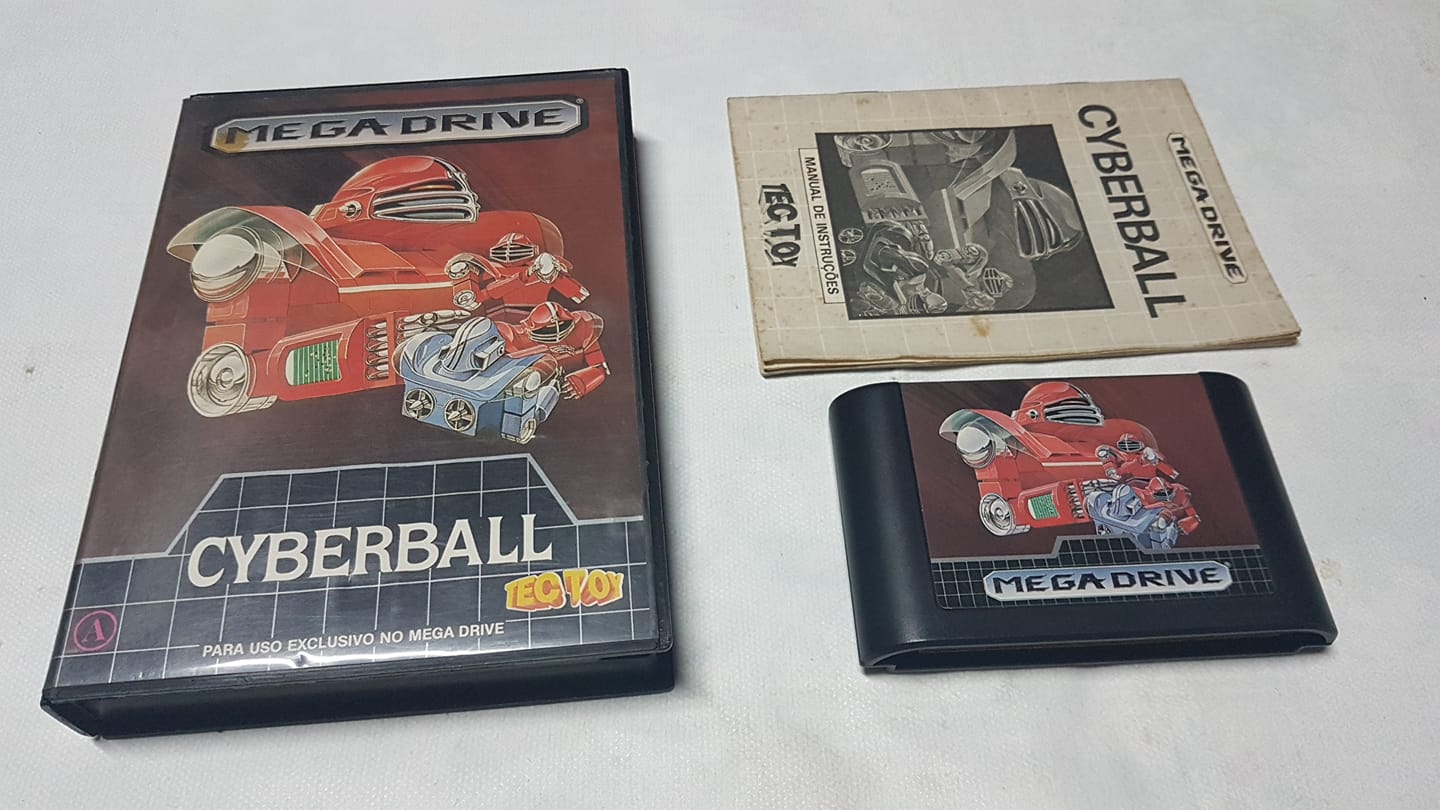 MEGA DRIVE®
CYBERBALL
TEC TOY
A
PARA USO EXCLUSIVO NO MEGA DRIVE
MEGA DRIVE
CYBERBALL
MANUAL DE INSTRUÇÕES
TEC TOY
MEGA DRIVE